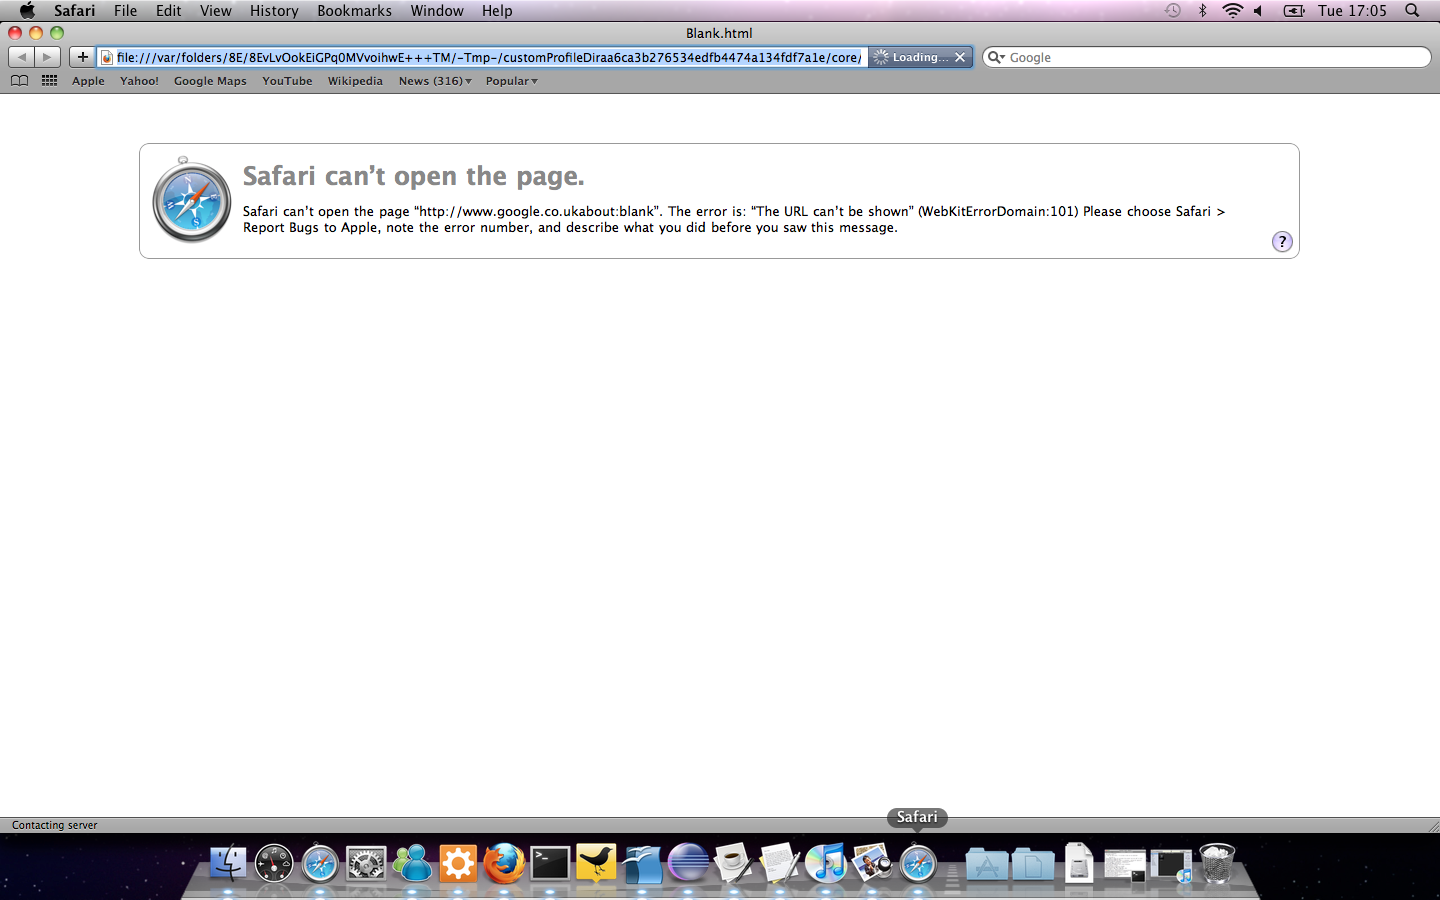 Safari File Edit View History Bookmarks Window Help Tue 17:05
Blank.html
file:///var/folders/8E/8EvLvOokEiGPq0MVvoihwE+++TM/-Tmp-/customProfileDiraa6ca3b276534edfb4474a134fdf7a1e/core/ Loading... Google
Apple Yahoo! Google Maps YouTube Wikipedia News (316) Popular
Safari can't open the page.
Safari can't open the page “http://www.google.co.ukabout:blank”. The error is: “The URL can't be shown” (WebKitErrorDomain:101) Please choose Safari >
Report Bugs to Apple, note the error number, and describe what you did before you saw this message.
?
Safari
Contacting server